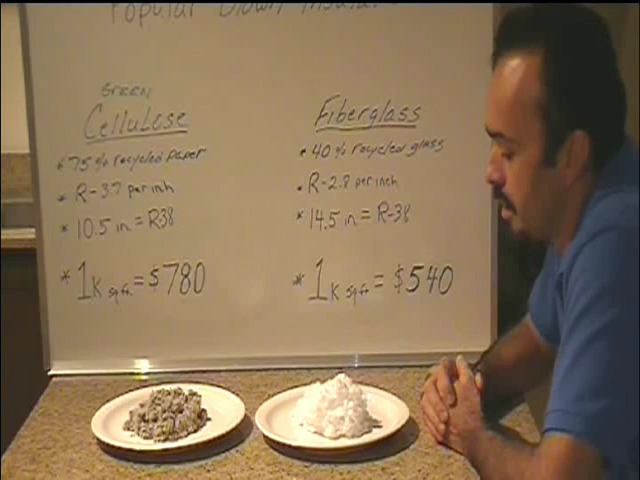 Popular Blown Insula
GREEN
Cellulose
* 75% recycled paper
* R-3.7 per inch
* 10.5 in = R38
* 1K sq ft. = $780
Fiberglass
* 40% recycled glass
* R-2.8 per inch
* 14.5 in = R-38
* 1K sq ft. = $540